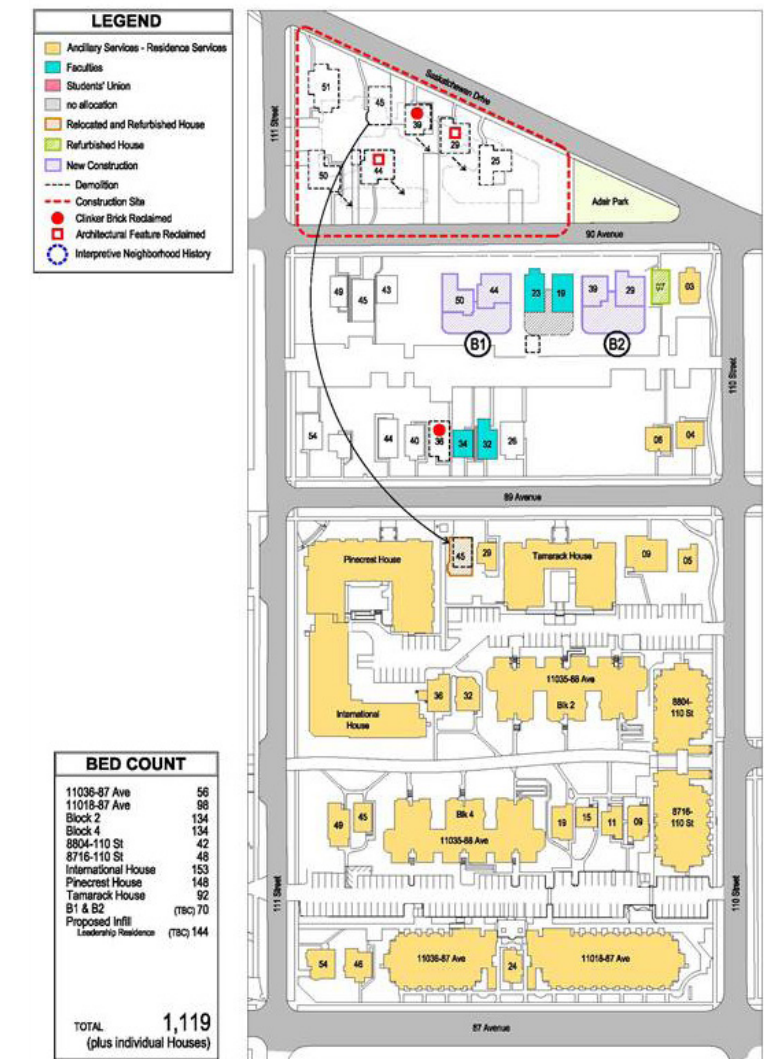 LEGEND
Ancillary Services - Residence Services
Faculties
Students' Union
no allocation
Relocated and Refurbished House
Refurbished House
New Construction
Demolition
Construction Site
Clinker Brick Reclaimed
Architectural Feature Reclaimed
Interpretive Neighborhood History
Saskatchewan Drive
111 Street
51
45
39
29
25
50
44
Adair Park
90 Avenue
49
45
43
50
44
23
19
39
29
07
03
B1
B2
110 Street
54
44
40
36
34
32
26
06
04
89 Avenue
Pinecrest House
45
29
Tamarack House
09
05
11035-88 Ave
Blk 2
36
32
International
House
8804-
110 St
BED COUNT
11036-87 Ave 56
11018-87 Ave 98
Block 2 134
Block 4 134
8804-110 St 42
8716-110 St 48
International House 153
Pinecrest House 148
Tamarack House 92
B1 & B2 (TBC) 70
Proposed Infill
Leadership Residence (TBC) 144
TOTAL 1,119
(plus individual Houses)
49
45
Blk 4
11035-88 Ave
19
15
11
09
8716-
110 St
111 Street
110 Street
54
46
11036-87 Ave
24
11018-87 Ave
87 Avenue